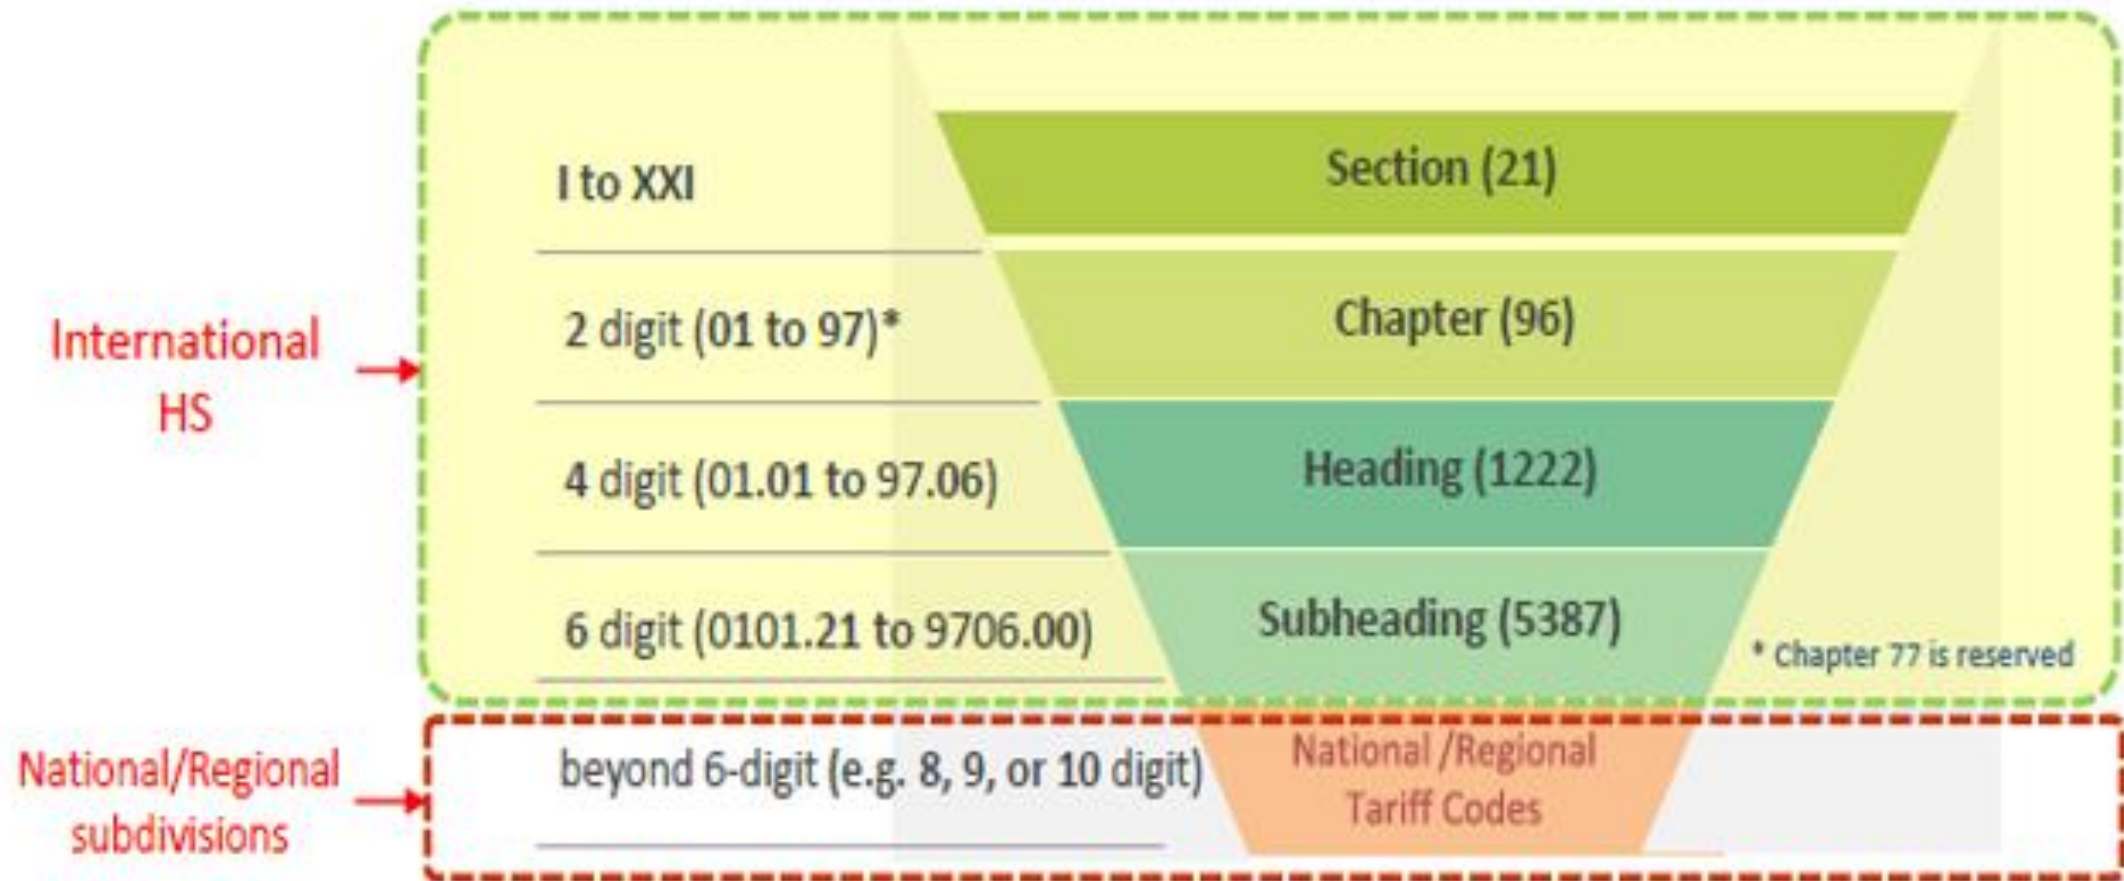 I to XXI
Section (21)
International
HS
2 digit (01 to 97)*
Chapter (96)
4 digit (01.01 to 97.06)
Heading (1222)
6 digit (0101.21 to 9706.00)
Subheading (5387)
* Chapter 77 is reserved
National/Regional
subdivisions
beyond 6-digit (e.g. 8, 9, or 10 digit)
National /Regional
Tariff Codes